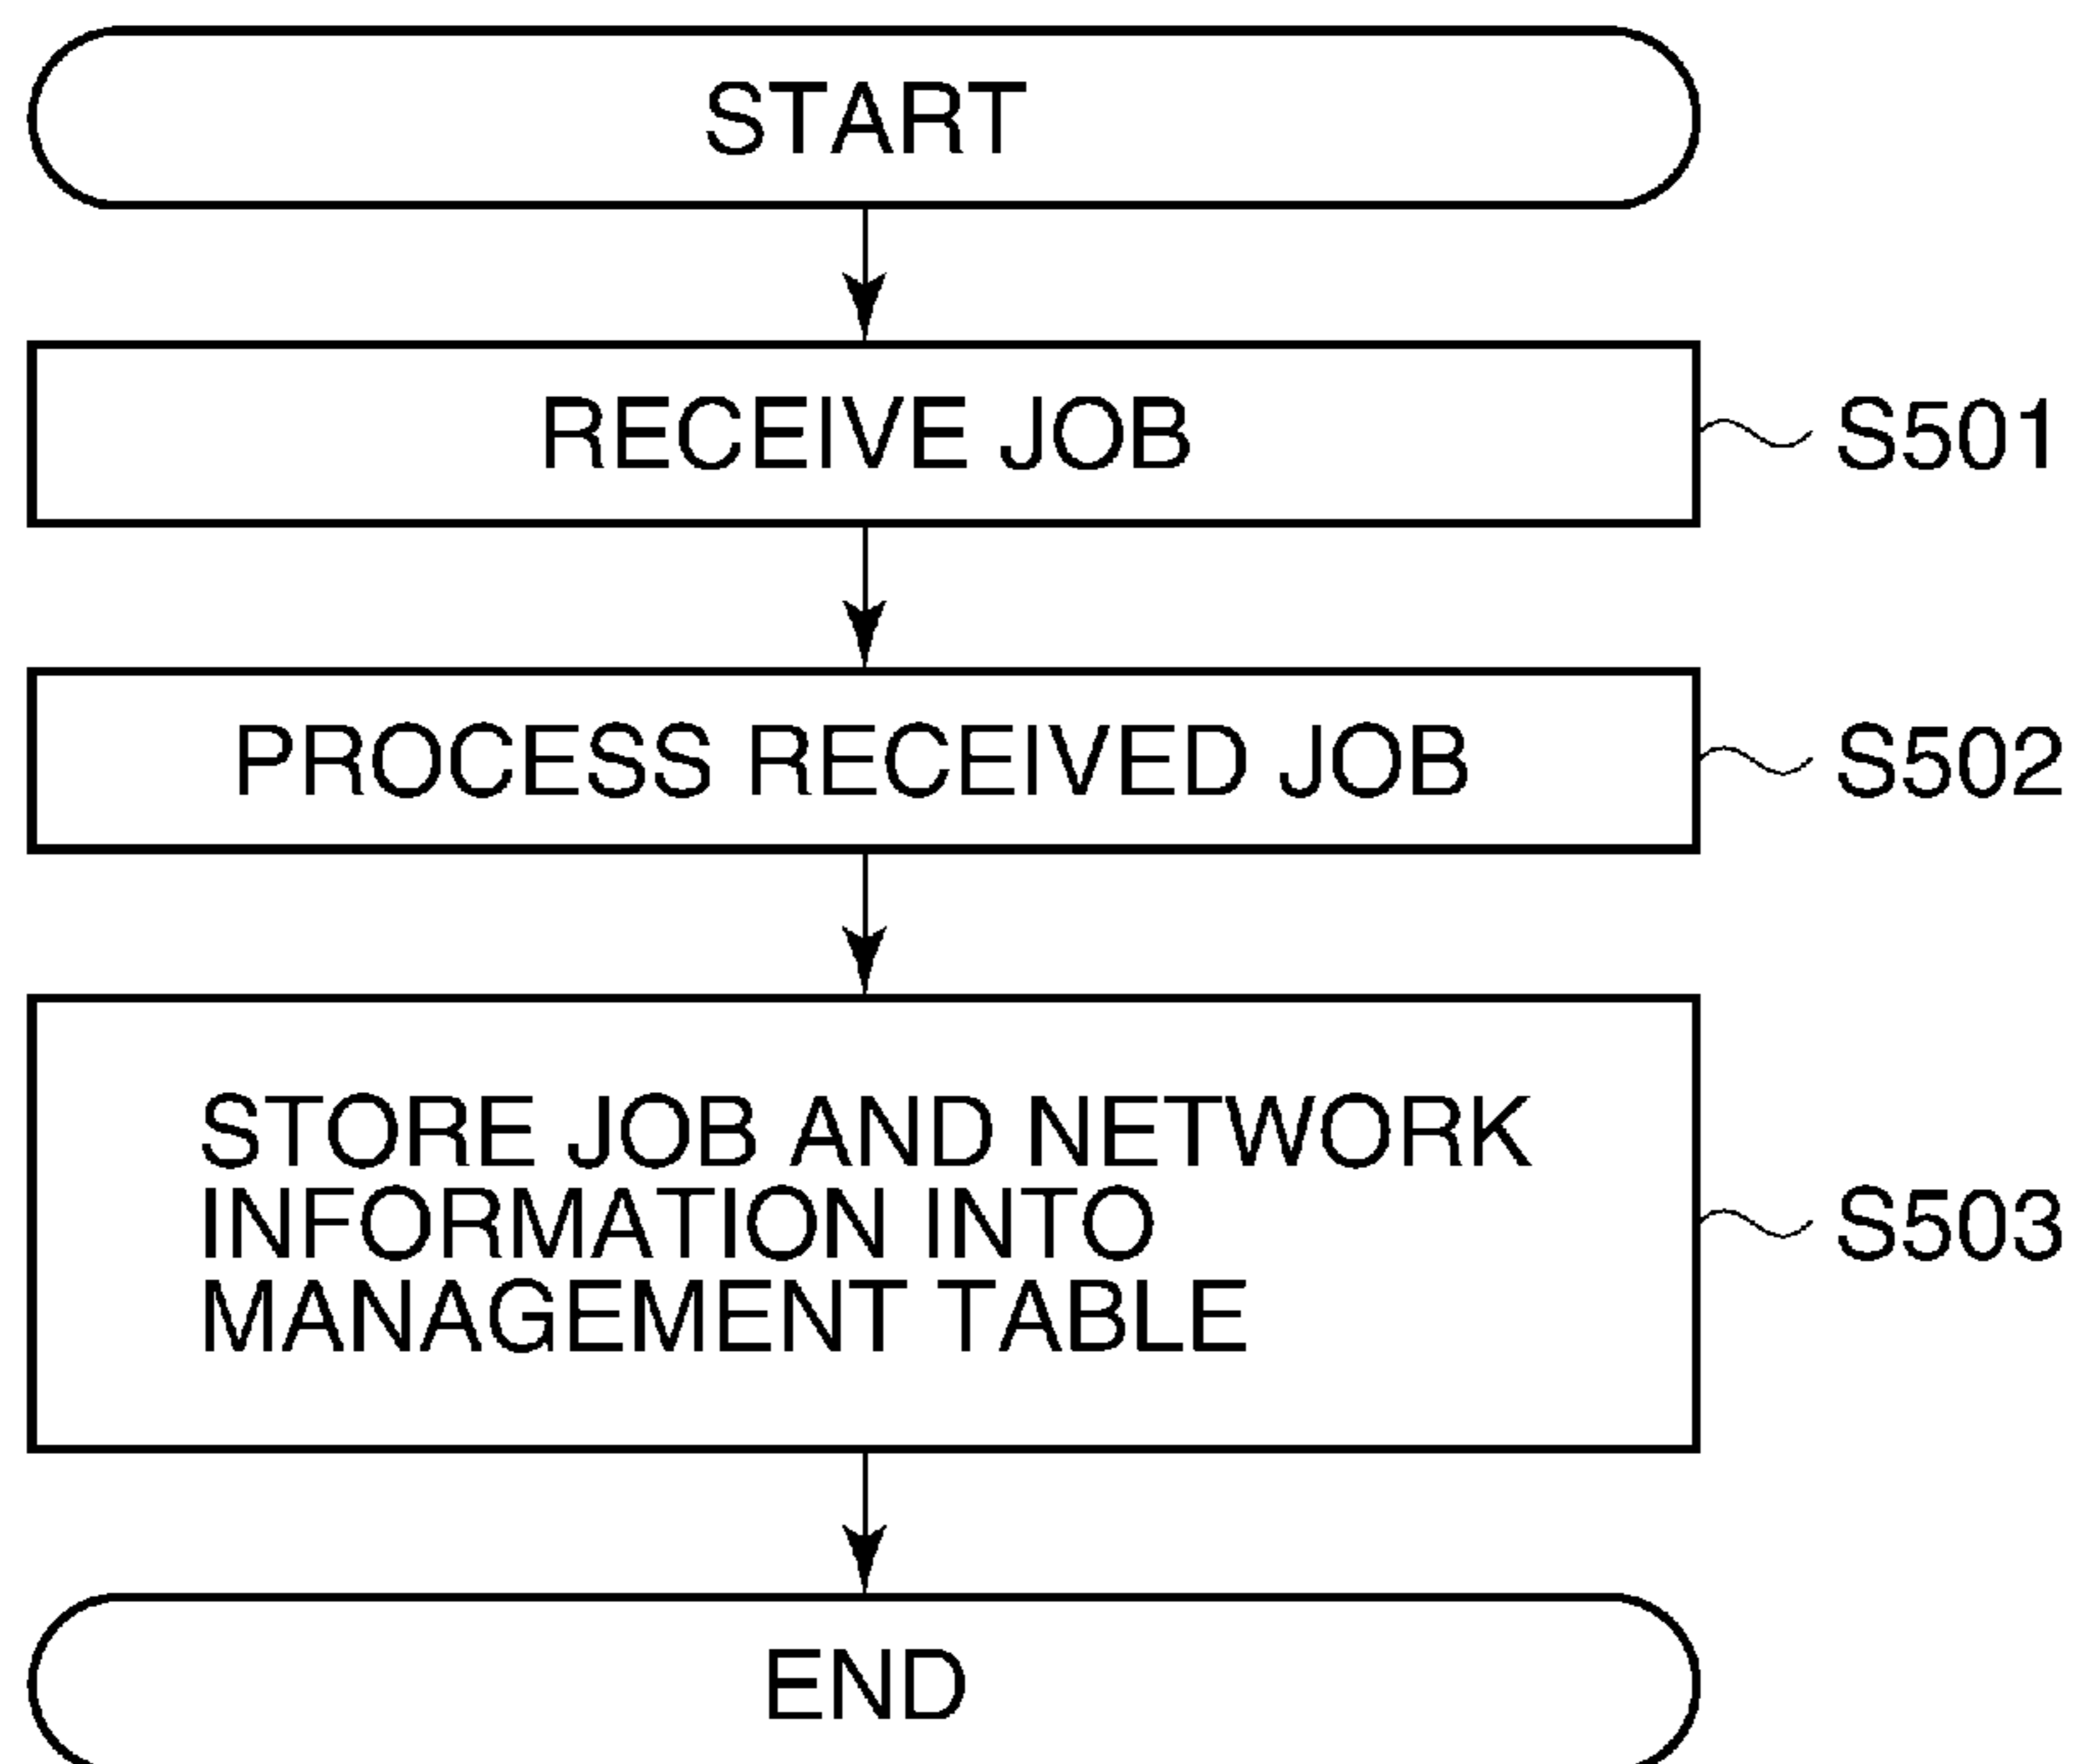 START
RECEIVE JOB
S501
PROCESS RECEIVED JOB
S502
STORE JOB AND NETWORK
INFORMATION INTO
MANAGEMENT TABLE
S503
END